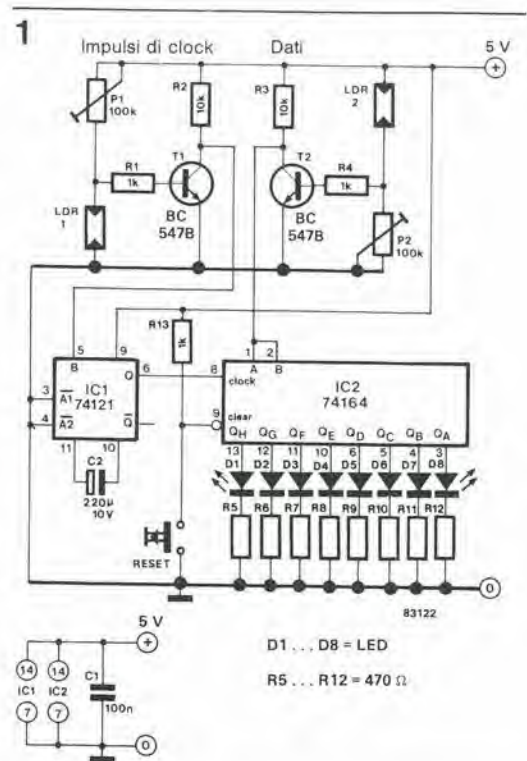 1
Impulsi di clock
Dati
5 V
+
P1
100k
R2
10k
R3
10k
LDR
2
R1
1k
T1
T2
R4
1k
LDR
1
BC
547B
BC
547B
P2
100k
R13
1k
5
B
9
1
A
2
B
3
A1
4
A2
IC1
74121
Q
6
Q
11
10
C2
220µ
10V
8
clock
IC2
74164
9
clear
QH QG QF QE QD QC QB QA
13 12 11 10 6 5 4 3
D1 D2 D3 D4 D5 D6 D7 D8
R5 R6 R7 R8 R9 R10 R11 R12
RESET
0
83122
5 V
+
14
14
IC1
IC2
7
7
C1
100n
0
D1 . . . D8 = LED
R5 . . . R12 = 470 Ω